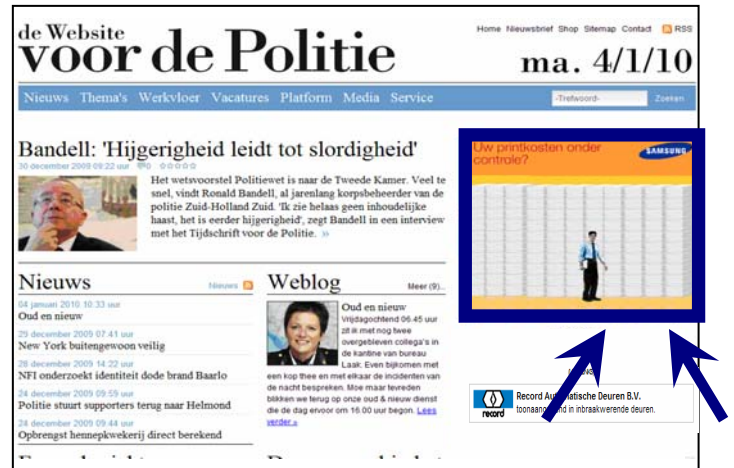 de Website
voor de Politie
Home Nieuwsbrief Shop Sitemap Contact RSS
ma. 4/1/10
Nieuws Thema's Werkvloer Vacatures Platform Media Service
-Trefwoord- Zoeken
Bandell: 'Hijgerigheid leidt tot slordigheid'
30 december 2009 09:22 uur 0
Het wetsvoorstel Politiewet is naar de Tweede Kamer. Veel te
snel, vindt Ronald Bandell, al jarenlang korpsbeheerder van de
politie Zuid-Holland Zuid. 'Ik zie helaas geen inhoudelijke
haast, het is eerder hijgerigheid', zegt Bandell in een interview
met het Tijdschrift voor de Politie. »
Uw printkosten onder
controle?
SAMSUNG
Nieuws Nieuws
04 januari 2010 10:33 uur
Oud en nieuw
29 december 2009 07:41 uur
New York buitengewoon veilig
28 december 2009 14:22 uur
NFI onderzoekt identiteit dode brand Baarlo
24 december 2009 09:59 uur
Politie stuurt supporters terug naar Helmond
24 december 2009 09:44 uur
Opbrengst hennepkwekerij direct berekend
Weblog Meer (9)...
Oud en nieuw
Vrijdagochtend 06.45 uur
zit ik met nog twee
overgebleven collega's in
de kantine van bureau
Laak. Even bijkomen met
een kop thee en met elkaar de incidenten van
de nacht bespreken. Moe maar tevreden
blikken we terug op onze oud & nieuw dienst
die de dag ervoor om 16.00 uur begon. Lees
verder »
record
Record Deuren B.V.
in inbraakwerende deuren.